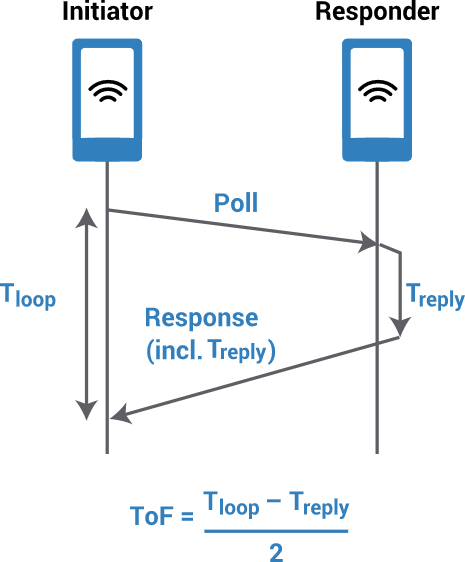 Initiator
Responder
Poll
Tloop
Treply
Response
(incl. Treply)
ToF = Tloop – Treply
2